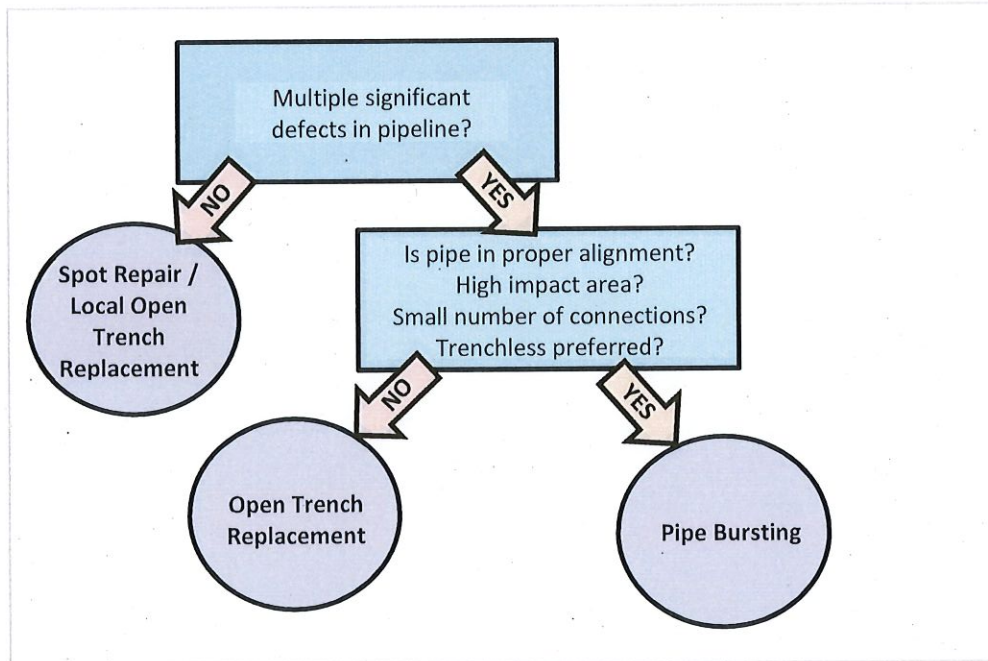 Multiple significant
defects in pipeline?
NO
YES
Spot Repair /
Local Open
Trench
Replacement
Is pipe in proper alignment?
High impact area?
Small number of connections?
Trenchless preferred?
NO
YES
Open Trench
Replacement
Pipe Bursting